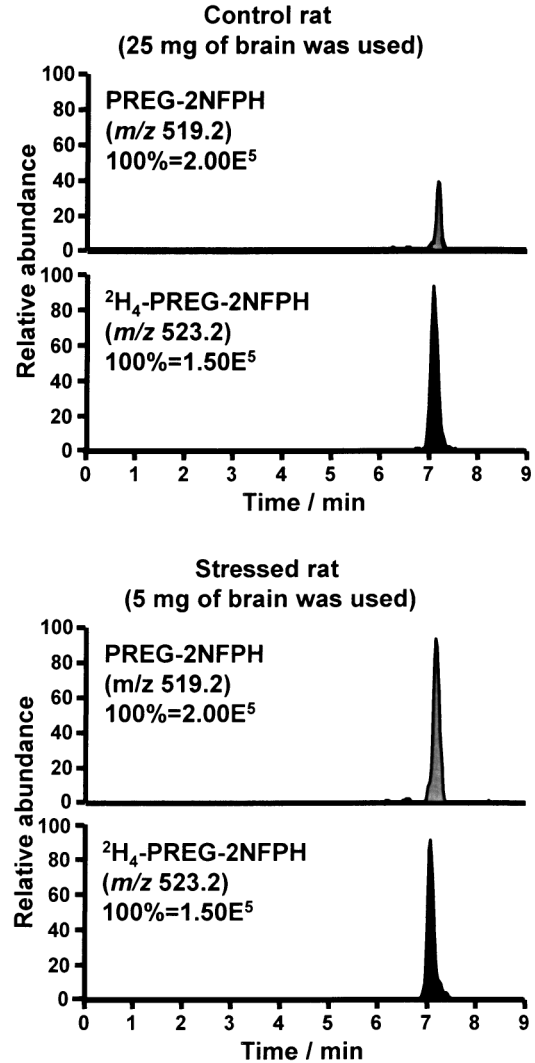 Control rat
(25 mg of brain was used)
100
80
60
40
20
0
PREG-2NFPH
(m/z 519.2)
100%=2.00E⁵
100
80
60
40
20
0
²H₄-PREG-2NFPH
(m/z 523.2)
100%=1.50E⁵
Relative abundance
0 1 2 3 4 5 6 7 8 9
Time / min
Stressed rat
(5 mg of brain was used)
100
80
60
40
20
0
PREG-2NFPH
(m/z 519.2)
100%=2.00E⁵
100
80
60
40
20
0
²H₄-PREG-2NFPH
(m/z 523.2)
100%=1.50E⁵
Relative abundance
0 1 2 3 4 5 6 7 8 9
Time / min